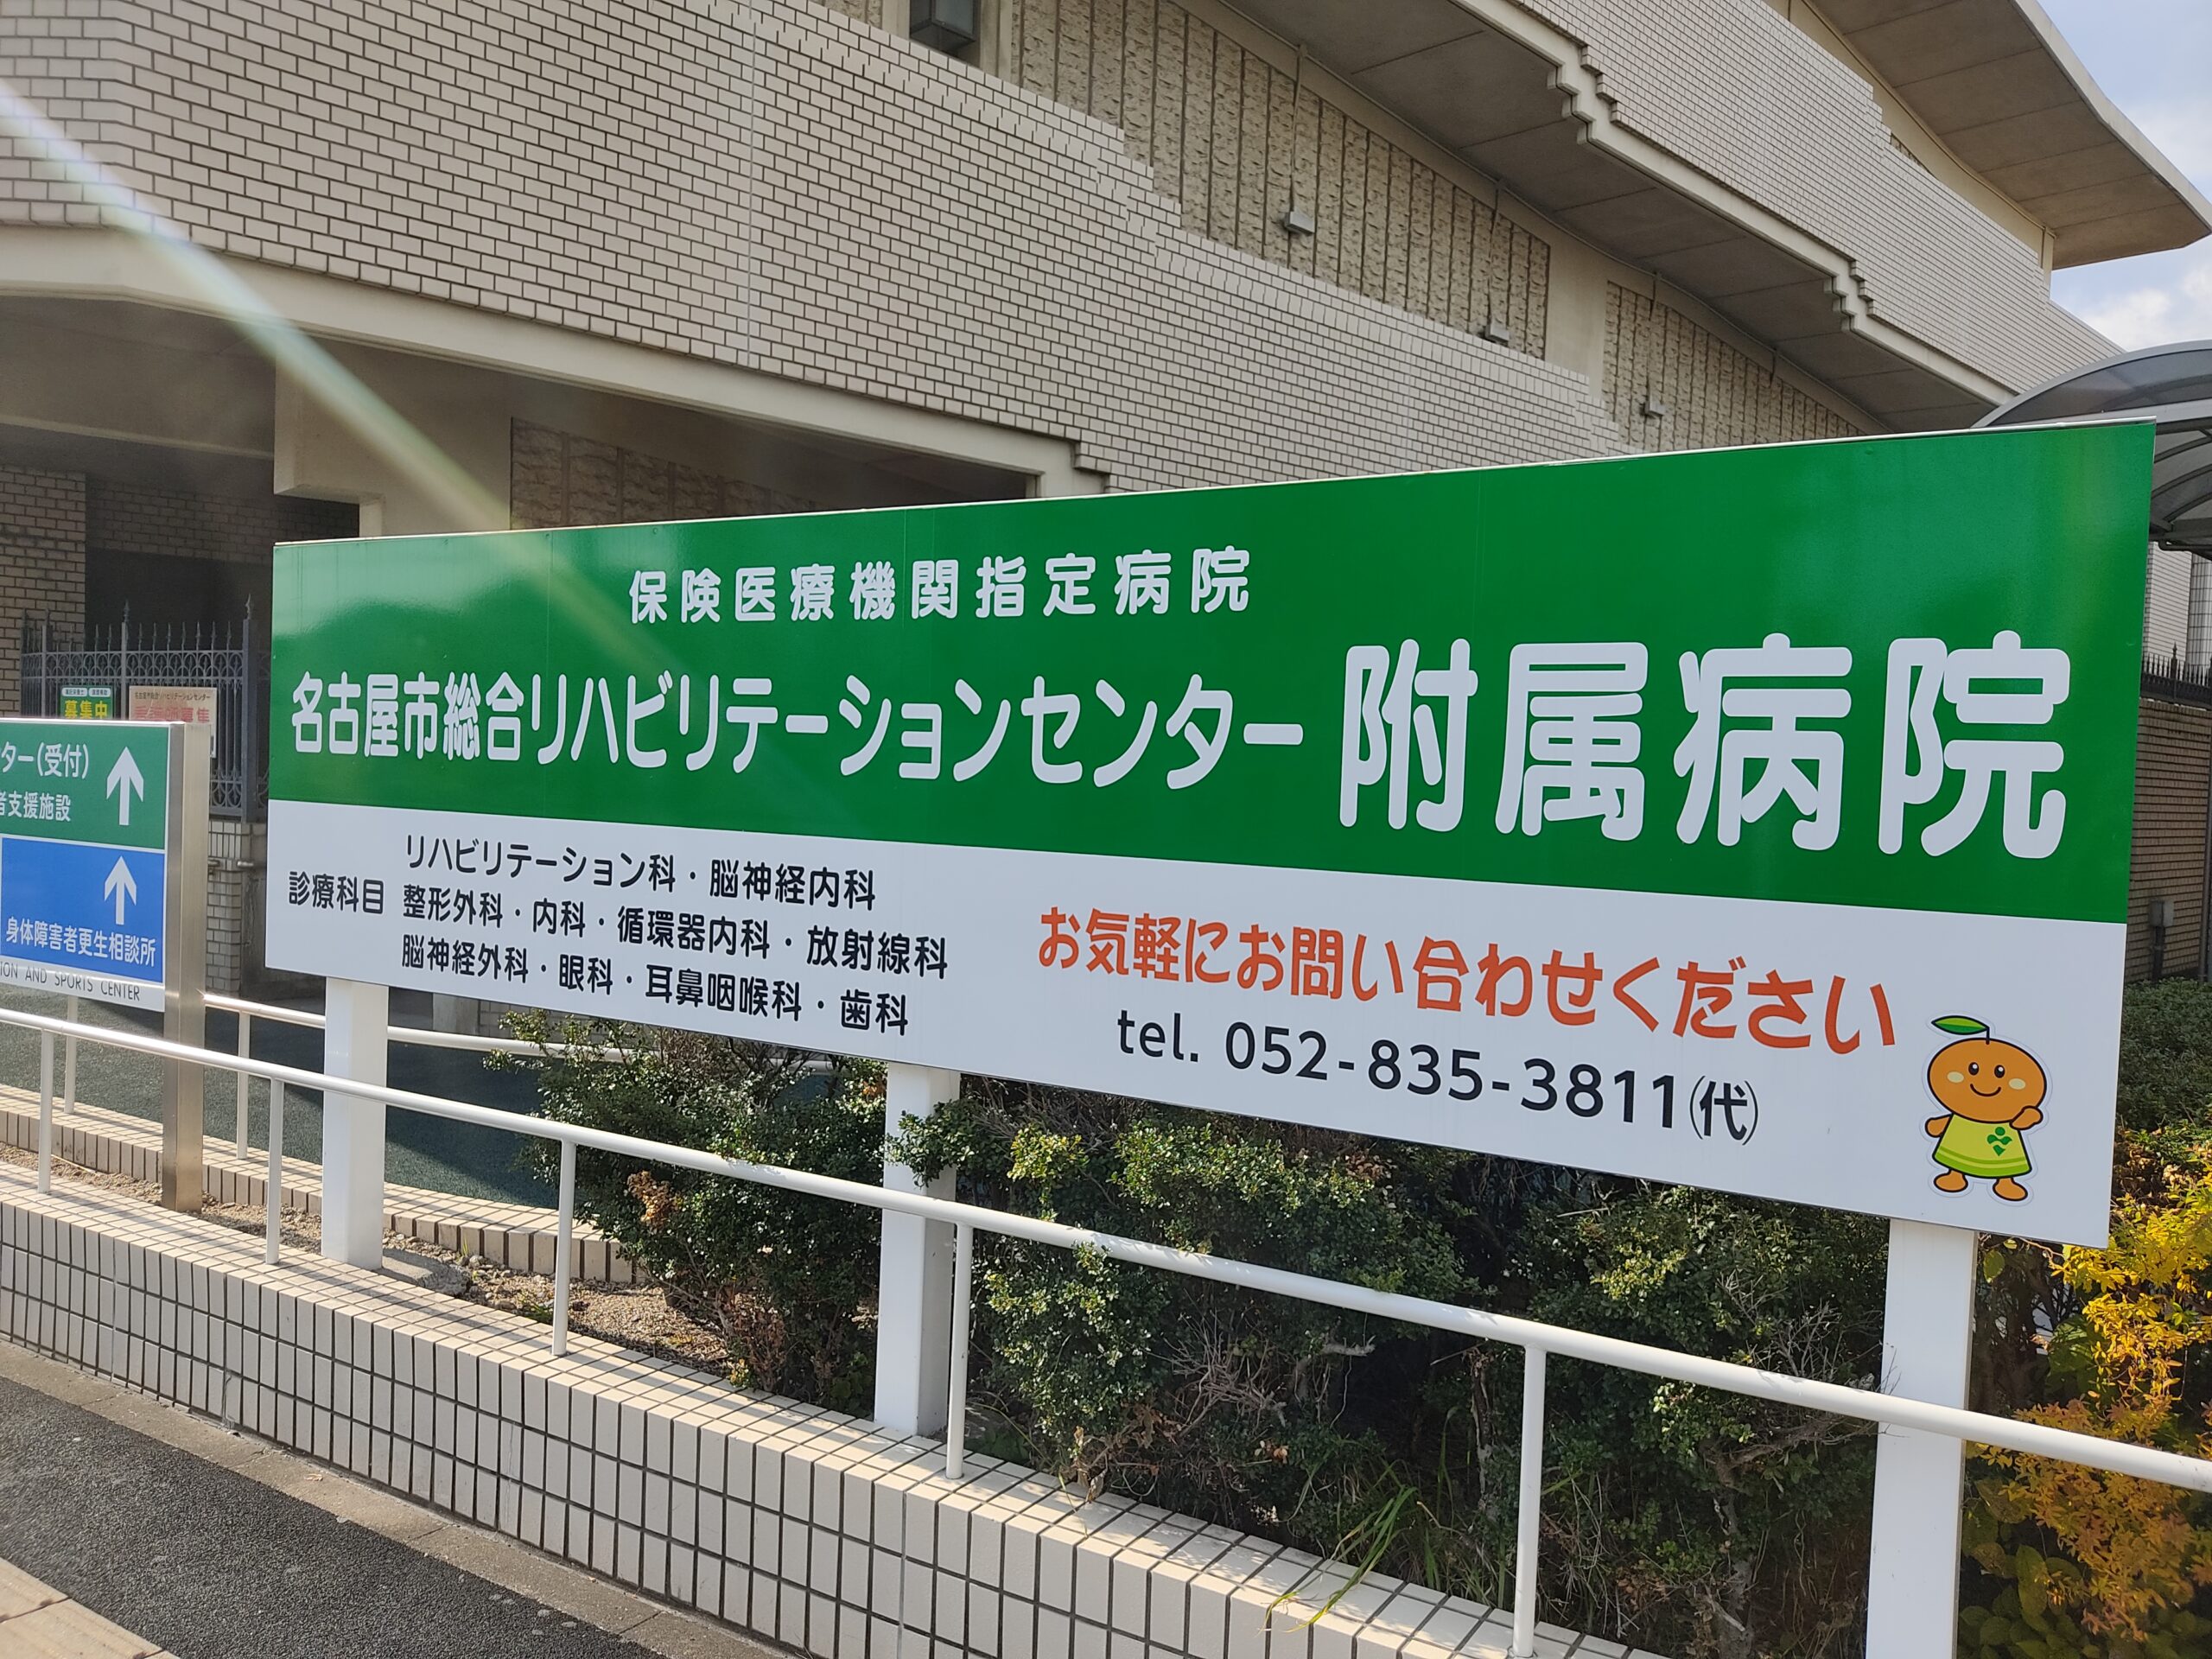 保険医療機関指定病院
名古屋市総合リハビリテーションセンター 附属病院
診療科目
リハビリテーション科・脳神経内科
整形外科・内科・循環器内科・放射線科
脳神経外科・眼科・耳鼻咽喉科・歯科
お気軽にお問い合わせください
tel. 052-835-3811(代)
ター(受付)
者支援施設
身体障害者更生相談所
ION AND SPORTS CENTER
募集中